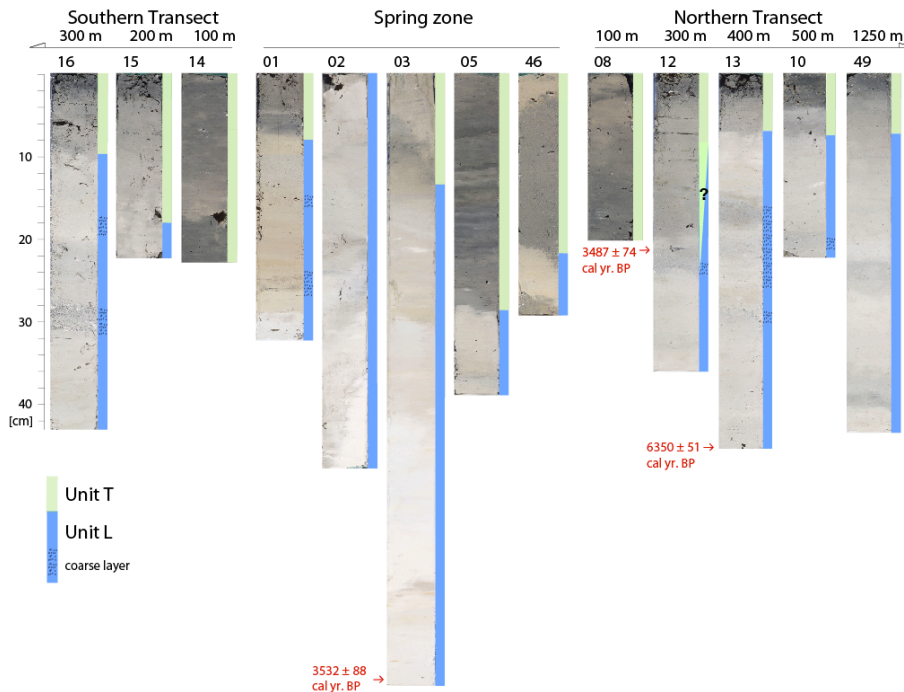 Southern Transect
Spring zone
Northern Transect
300 m
200 m
100 m
100 m
300 m
400 m
500 m
1250 m
16
15
14
01
02
03
05
46
08
12
13
10
49
10
20
30
40
[cm]
?
3487 ± 74
cal yr. BP
6350 ± 51
cal yr. BP
3532 ± 88
cal yr. BP
Unit T
Unit L
coarse layer